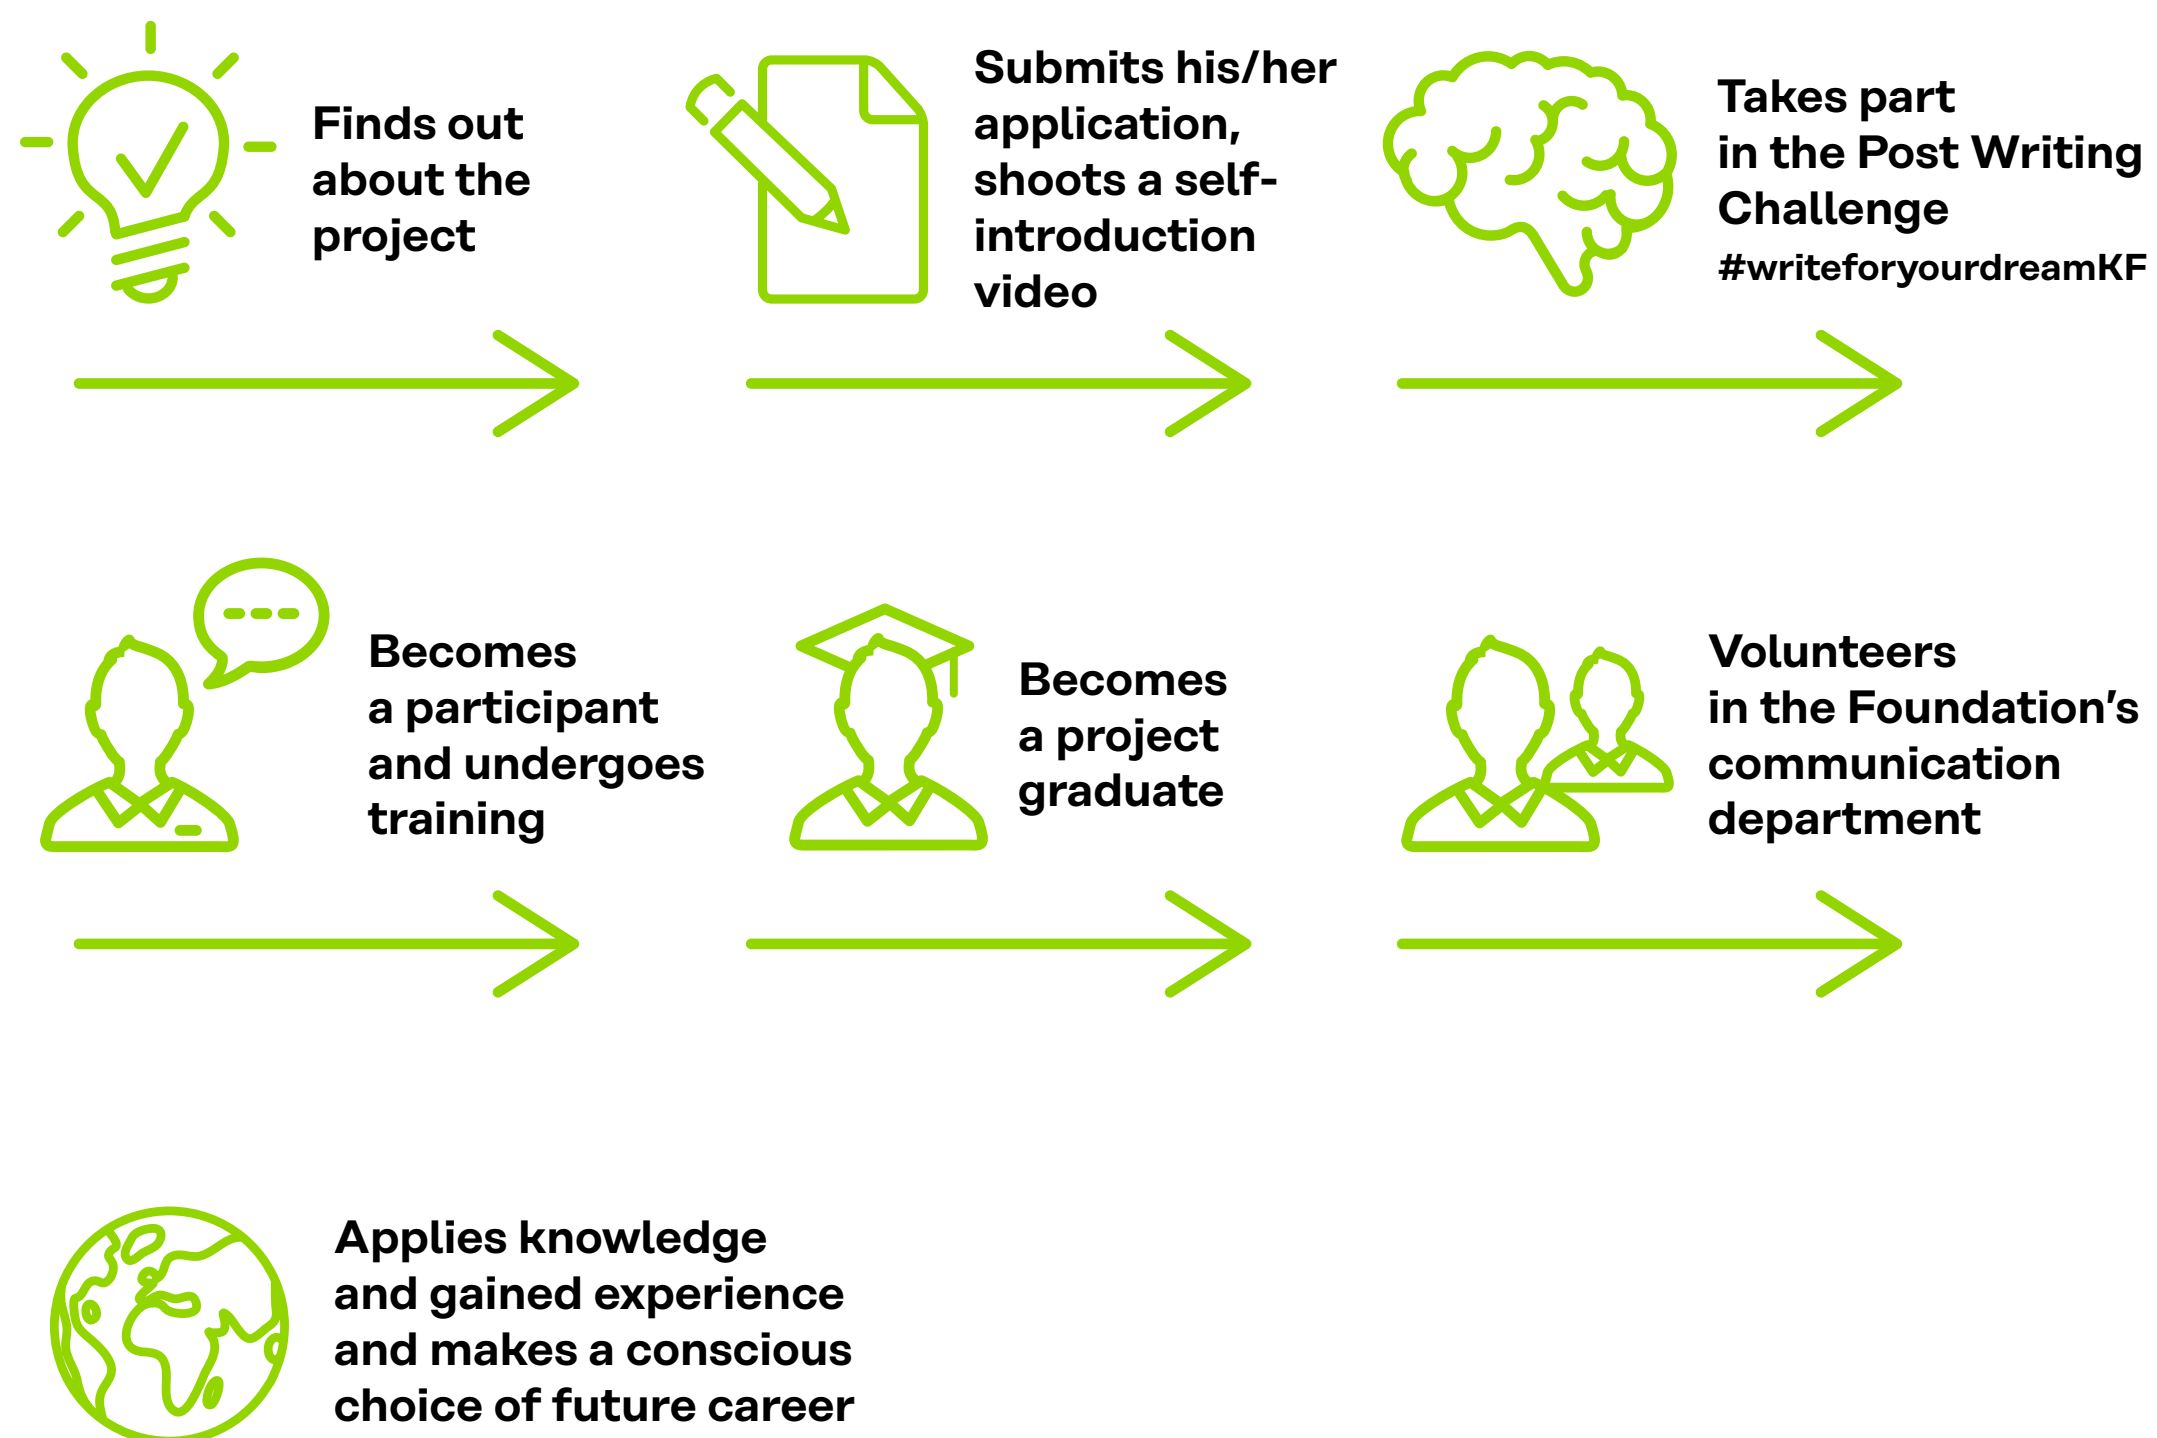 Finds out
about the
project
Submits his/her
application,
shoots a self-
introduction
video
Takes part
in the Post Writing
Challenge
#writeforyourdreamKF
Becomes
a participant
and undergoes
training
Becomes
a project
graduate
Volunteers
in the Foundation’s
communication
department
Applies knowledge
and gained experience
and makes a conscious
choice of future career